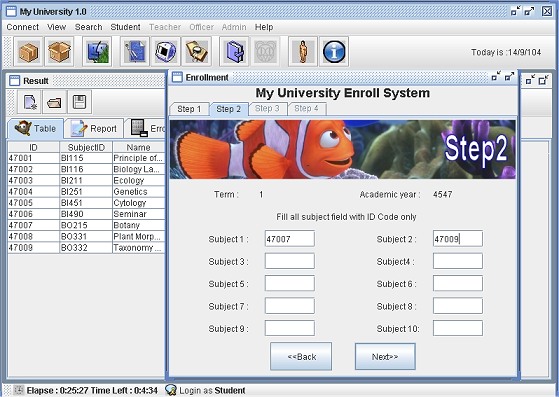 My University 1.0
Connect View Search Student Teacher Officer Admin Help
Today is :14/9/104
Result
Enrollment
My University Enroll System
Step 1 Step 2 Step 3 Step 4
Step2
Table Report
ID SubjectID Name
47001 BI115 Principle of...
47002 BI116 Biology La...
47003 BI211 Ecology
47004 BI251 Genetics
47005 BI451 Cytology
47006 BI490 Seminar
47007 BO215 Botany
47008 BO331 Plant Morp...
47009 BO332 Taxonomy ...
Term : 1 Academic year : 4547
Fill all subject field with ID Code only
Subject 1 : 47007 Subject 2 : 47009
Subject 3 : Subject4 :
Subject 5 : Subject 6 :
Subject 7 : Subject 8 :
Subject 9 : Subject 10:
<<Back Next>>
Elapse : 0:25:27 Time Left : 0:4:34 Login as Student